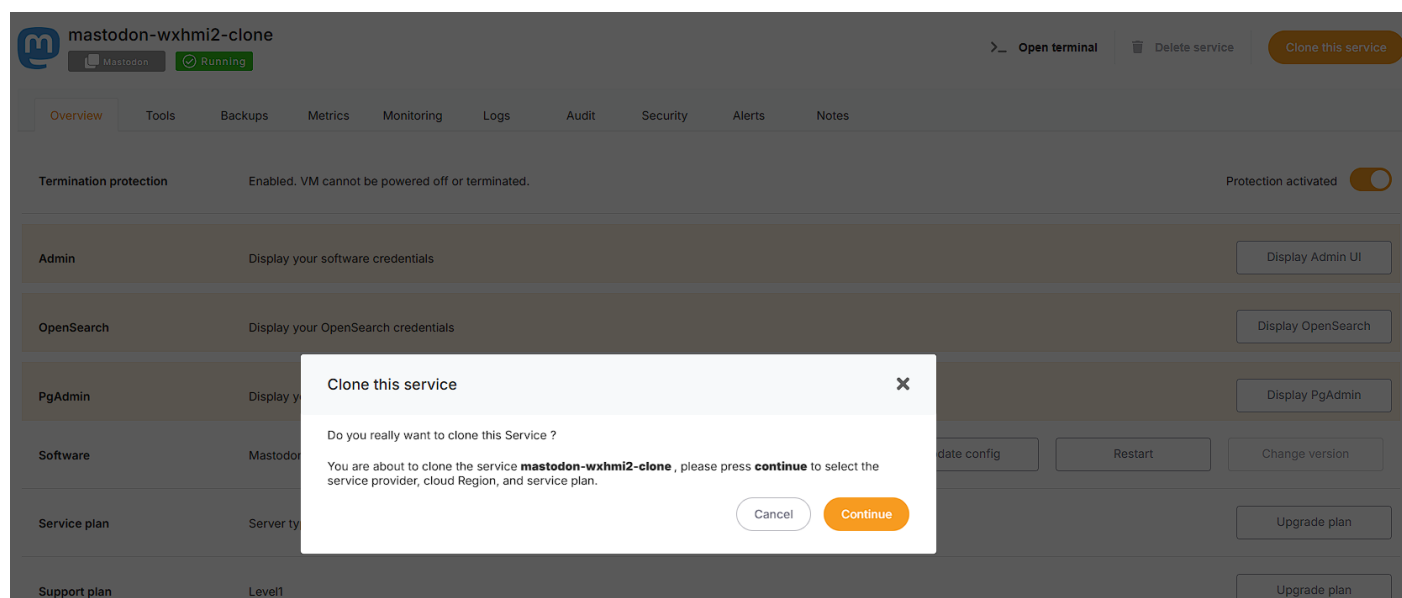 mastodon-wxhmi2-clone
Mastodon
Running
Open terminal
Delete service
Clone this service
Overview Tools Backups Metrics Monitoring Logs Audit Security Alerts Notes
Termination protection Enabled. VM cannot be powered off or terminated. Protection activated
Admin Display your software credentials Display Admin UI
OpenSearch Display your OpenSearch credentials Display OpenSearch
PgAdmin Display Display PgAdmin
Software Restart Change version
Service plan Server Upgrade plan
Support plan Level1 Upgrade plan
Clone this service
Do you really want to clone this Service ?
You are about to clone the service mastodon-wxhmi2-clone , please press continue to select the
service provider, cloud Region, and service plan.
Cancel Continue